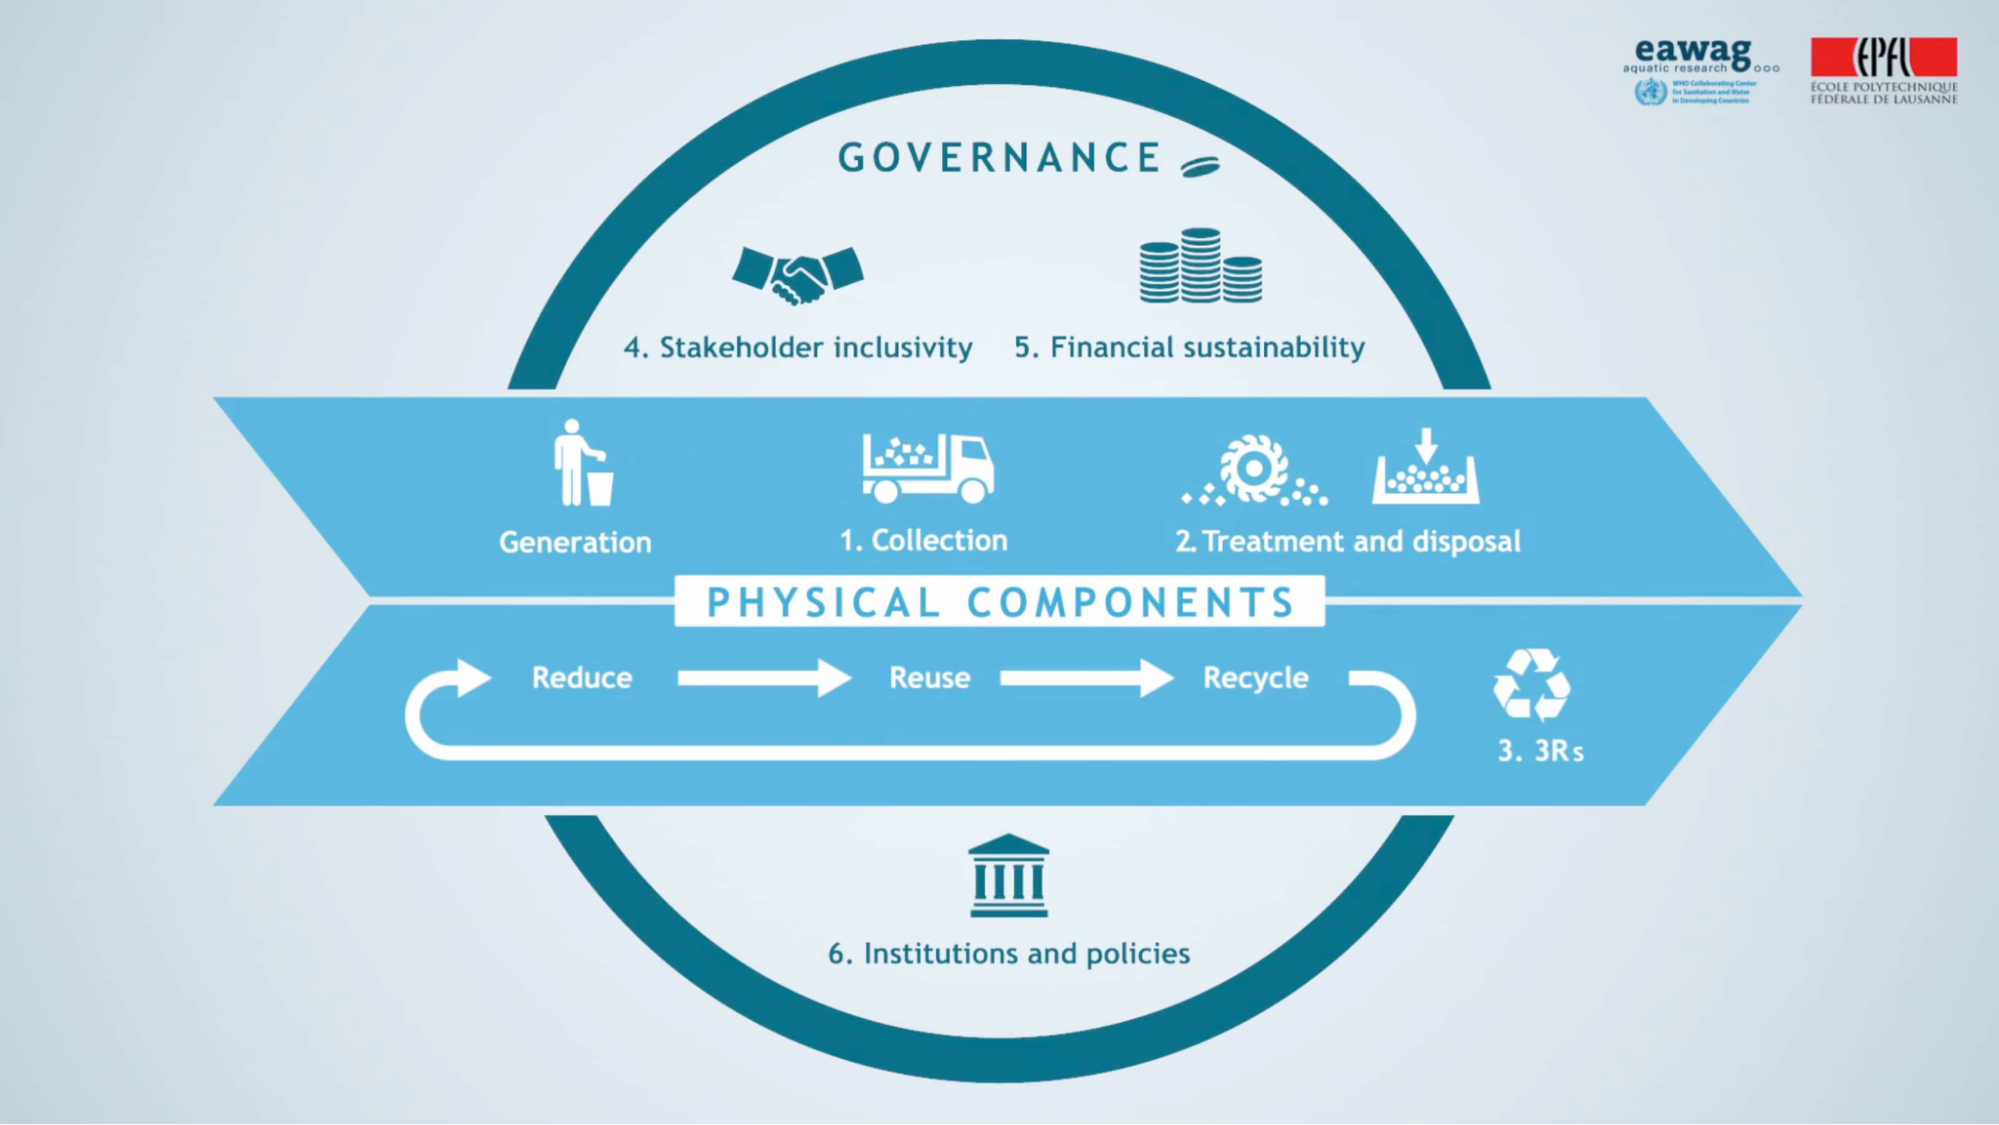 eawag
aquatic research
WHO Collaborating Center
for Sanitation and Water
in Developing Countries
EPFL
ÉCOLE POLYTECHNIQUE
FÉDÉRALE DE LAUSANNE
GOVERNANCE
4. Stakeholder inclusivity
5. Financial sustainability
Generation
1. Collection
2. Treatment and disposal
PHYSICAL COMPONENTS
Reduce
Reuse
Recycle
3. 3Rs
6. Institutions and policies